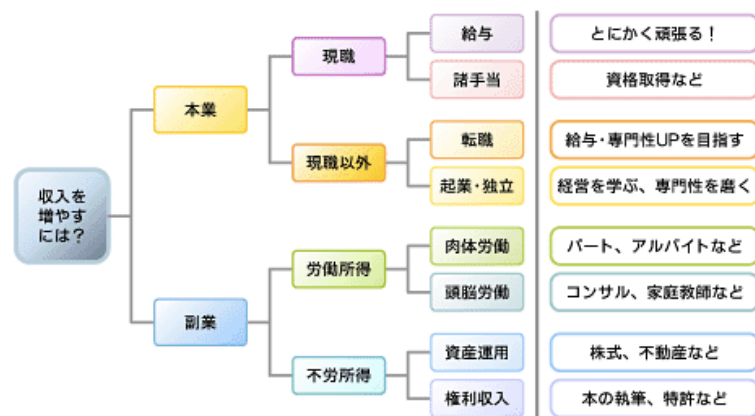 収入を
増やす
には？
本業
副業
現職
現職以外
労働所得
不労所得
給与
諸手当
転職
起業・独立
肉体労働
頭脳労働
資産運用
権利収入
とにかく頑張る！
資格取得など
給与・専門性UPを目指す
経営を学ぶ、専門性を磨く
パート、アルバイトなど
コンサル、家庭教師など
株式、不動産など
本の執筆、特許など